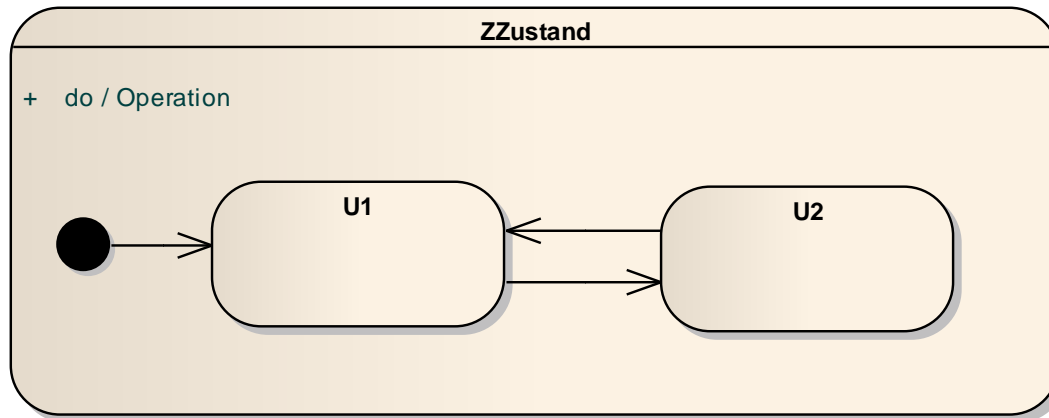 ZZustand
+ do / Operation
U1
U2